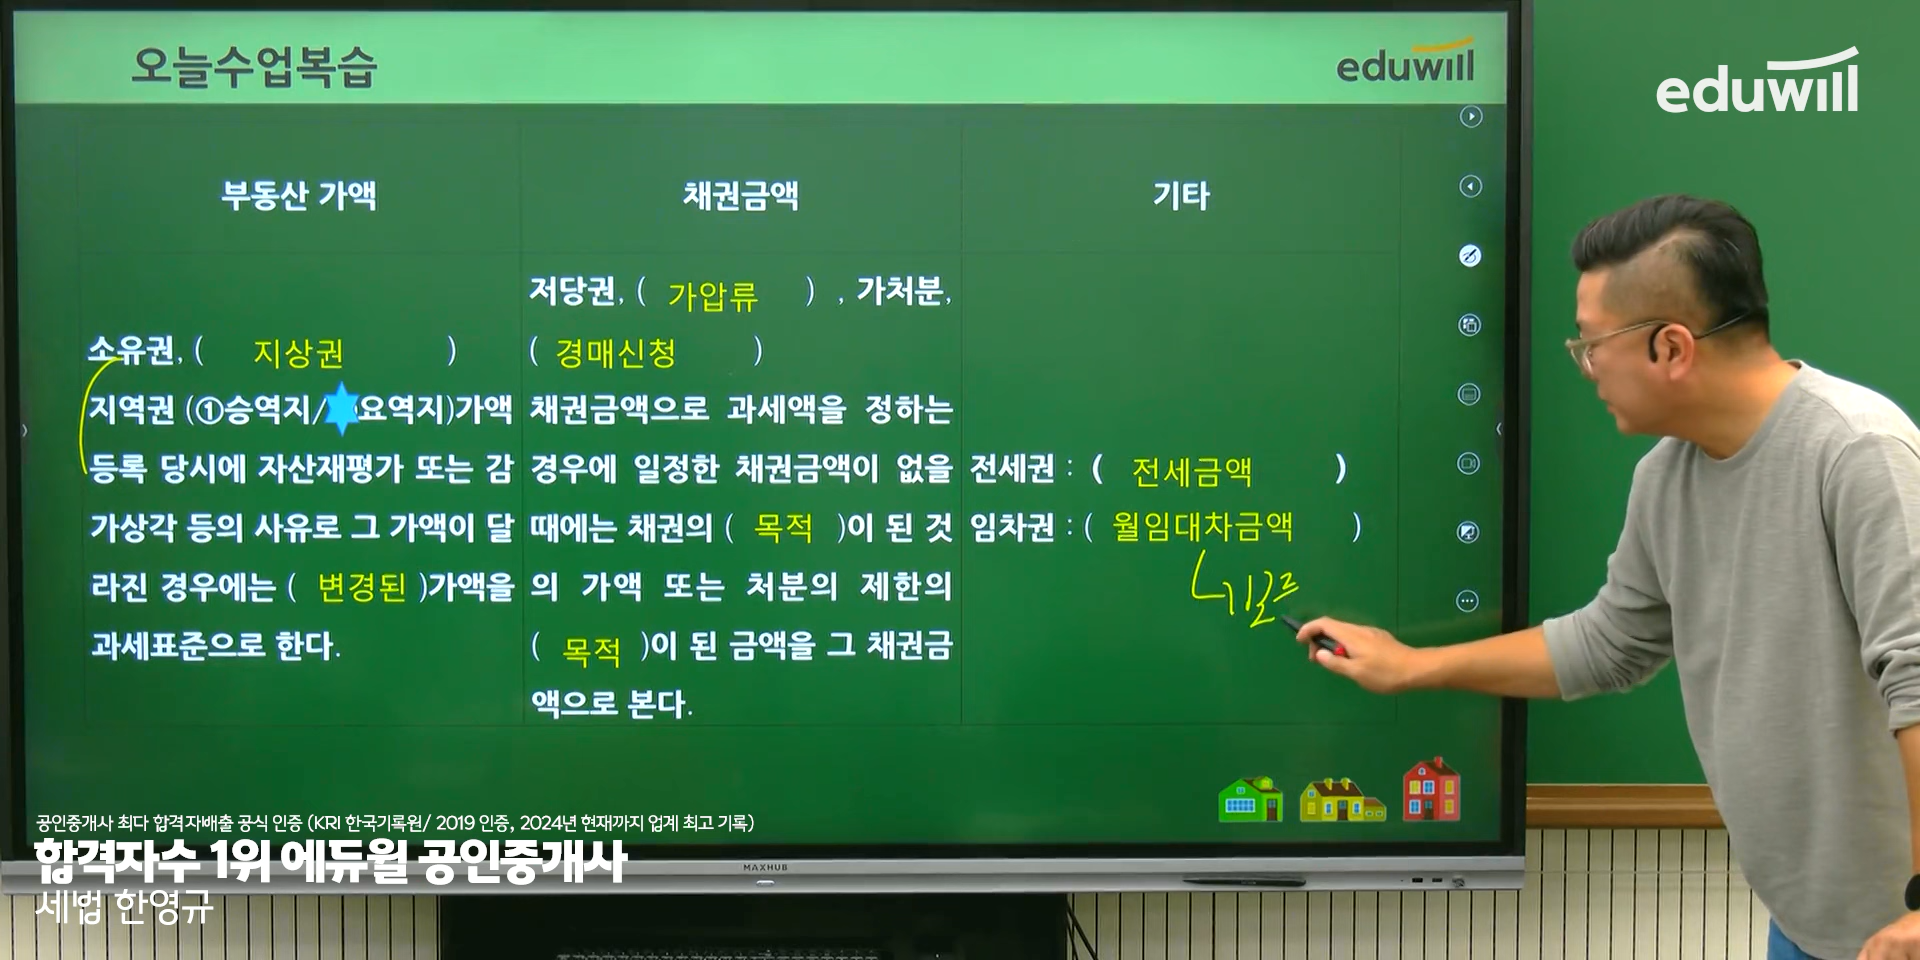 오늘수업복습
eduwill
eduwill
부동산 가액
채권금액
기타
소유권, ( 지상권 )
지역권 (①승역지/요역지)가액
등록 당시에 자산재평가 또는 감
가상각 등의 사유로 그 가액이 달
라진 경우에는 ( 변경된 )가액을
과세표준으로 한다.
저당권, ( 가압류 ) , 가처분,
( 경매신청 )
채권금액으로 과세액을 정하는
경우에 일정한 채권금액이 없을
때에는 채권의 ( 목적 )이 된 것
의 가액 또는 처분의 제한의
( 목적 )이 된 금액을 그 채권금
액으로 본다.
전세권 : ( 전세금액 )
임차권 : ( 월임대차금액 )
MAXHUB
공인중개사 최다 합격자배출 공식 인증 (KRI 한국기록원/ 2019 인증, 2024년 현재까지 업계 최고 기록)
합격자수 1위 에듀윌 공인중개사
세법 한영규